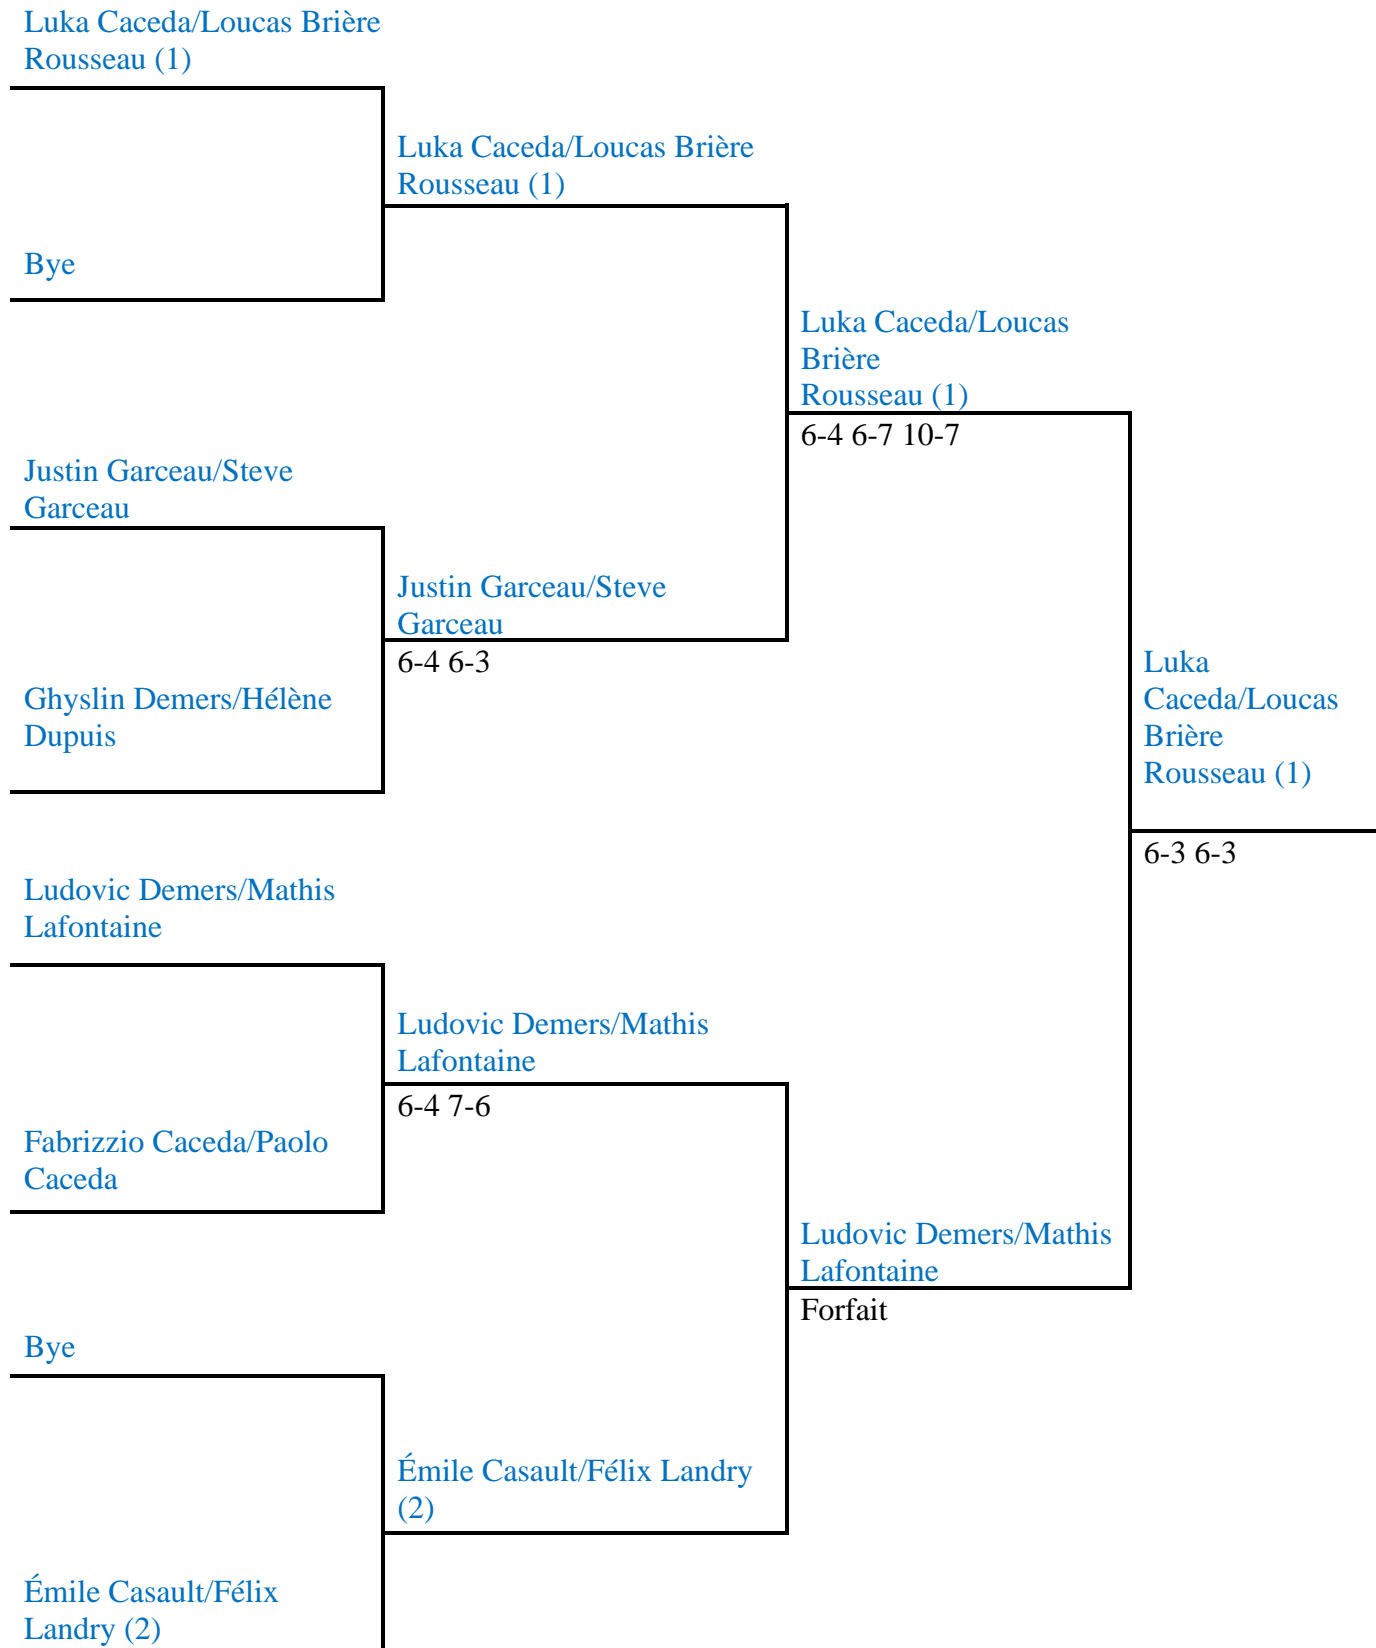 Luka Caceda/Loucas Brière
Rousseau (1)
Luka Caceda/Loucas Brière
Rousseau (1)
Bye
Luka Caceda/Loucas
Brière
Rousseau (1)
6-4 6-7 10-7
Justin Garceau/Steve
Garceau
Justin Garceau/Steve
Garceau
6-4 6-3
Ghyslin Demers/Hélène
Dupuis
Luka
Caceda/Loucas
Brière
Rousseau (1)
6-3 6-3
Ludovic Demers/Mathis
Lafontaine
Ludovic Demers/Mathis
Lafontaine
6-4 7-6
Fabrizzio Caceda/Paolo
Caceda
Ludovic Demers/Mathis
Lafontaine
Forfait
Bye
Émile Casault/Félix Landry
(2)
Émile Casault/Félix
Landry (2)